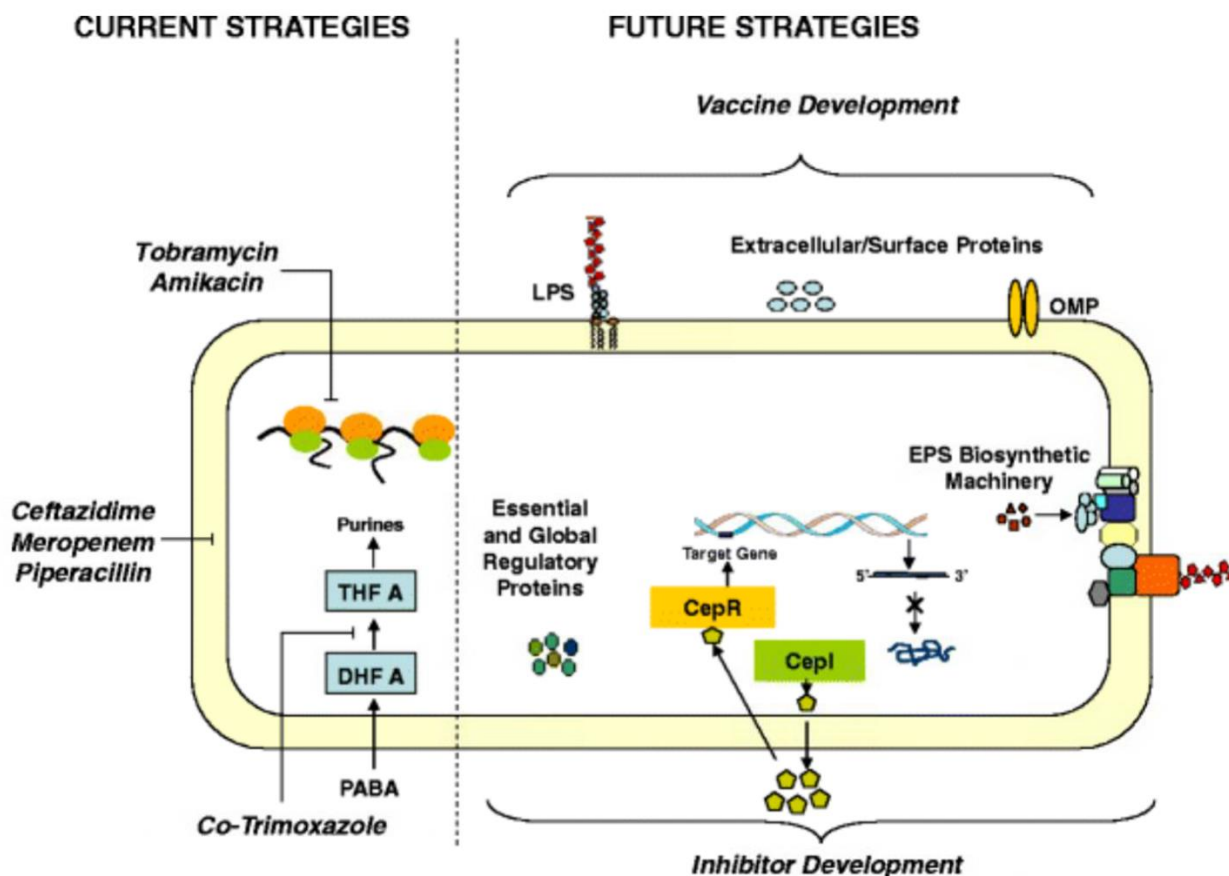 CURRENT STRATEGIES
FUTURE STRATEGIES
Vaccine Development
Tobramycin
Amikacin
Extracellular/Surface Proteins
LPS
OMP
Ceftazidime
Meropenem
Piperacillin
Purines
THF A
DHF A
PABA
Co-Trimoxazole
Essential
and Global
Regulatory
Proteins
Target Gene
CepR
CepI
5'
3'
EPS Biosynthetic
Machinery
Inhibitor Development